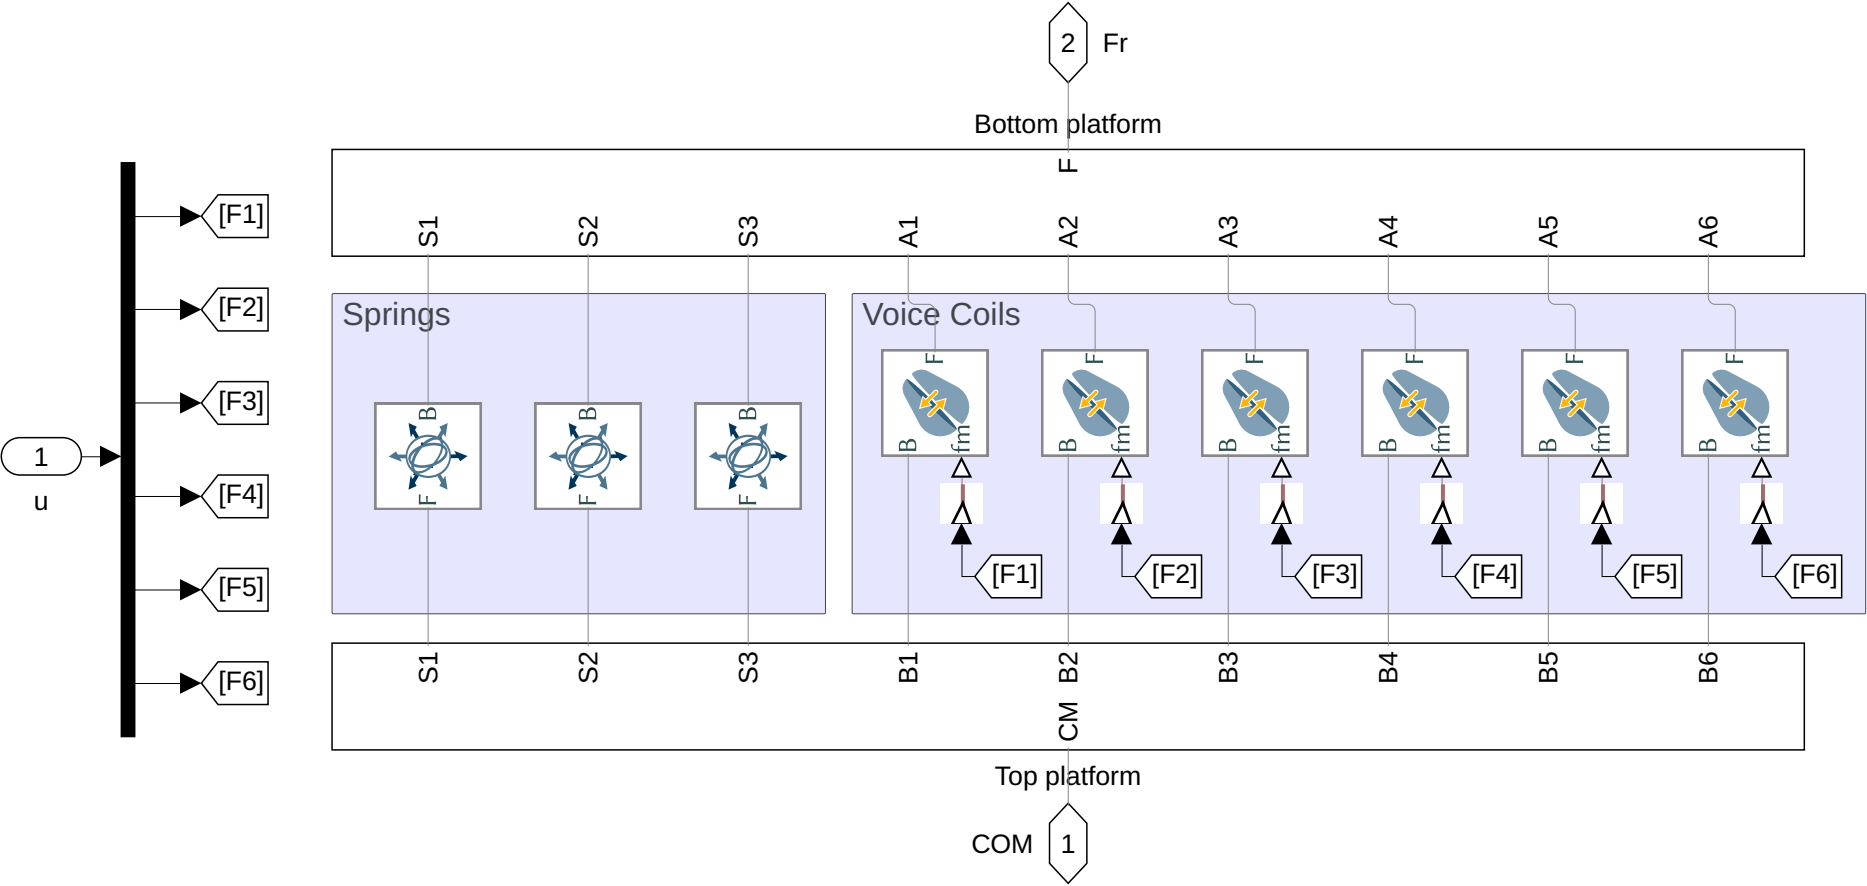 2 Fr
Bottom platform
F
S1 S2 S3 A1 A2 A3 A4 A5 A6
[F1]
[F2]
[F3]
[F4]
[F5]
[F6]
1
u
Springs
Voice Coils
F F F F F F
B B B
F F F
B fm B fm B fm B fm B fm B fm
[F1] [F2] [F3] [F4] [F5] [F6]
S1 S2 S3 B1 B2 B3 B4 B5 B6
CM
Top platform
COM 1